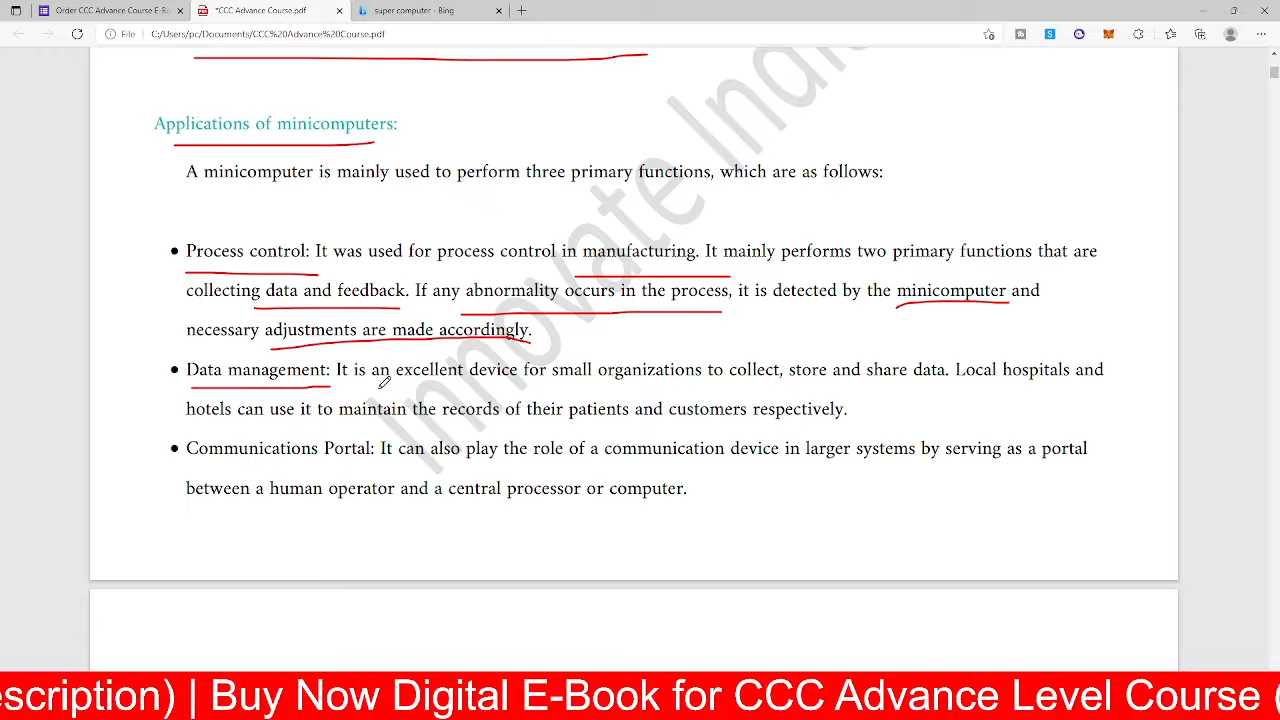 Order CCC Advance Course E-B
*CCC Advance Course.pdf
super computer - Bing
File
C:/Users/pc/Documents/CCC%20Advance%20Course.pdf
Applications of minicomputers:
A minicomputer is mainly used to perform three primary functions, which are as follows:
• Process control: It was used for process control in manufacturing. It mainly performs two primary functions that are
collecting data and feedback. If any abnormality occurs in the process, it is detected by the minicomputer and
necessary adjustments are made accordingly.
• Data management: It is an excellent device for small organizations to collect, store and share data. Local hospitals and
hotels can use it to maintain the records of their patients and customers respectively.
• Communications Portal: It can also play the role of a communication device in larger systems by serving as a portal
between a human operator and a central processor or computer.
Innovate India
escription) | Buy Now Digital E-Book for CCC Advance Level Course (